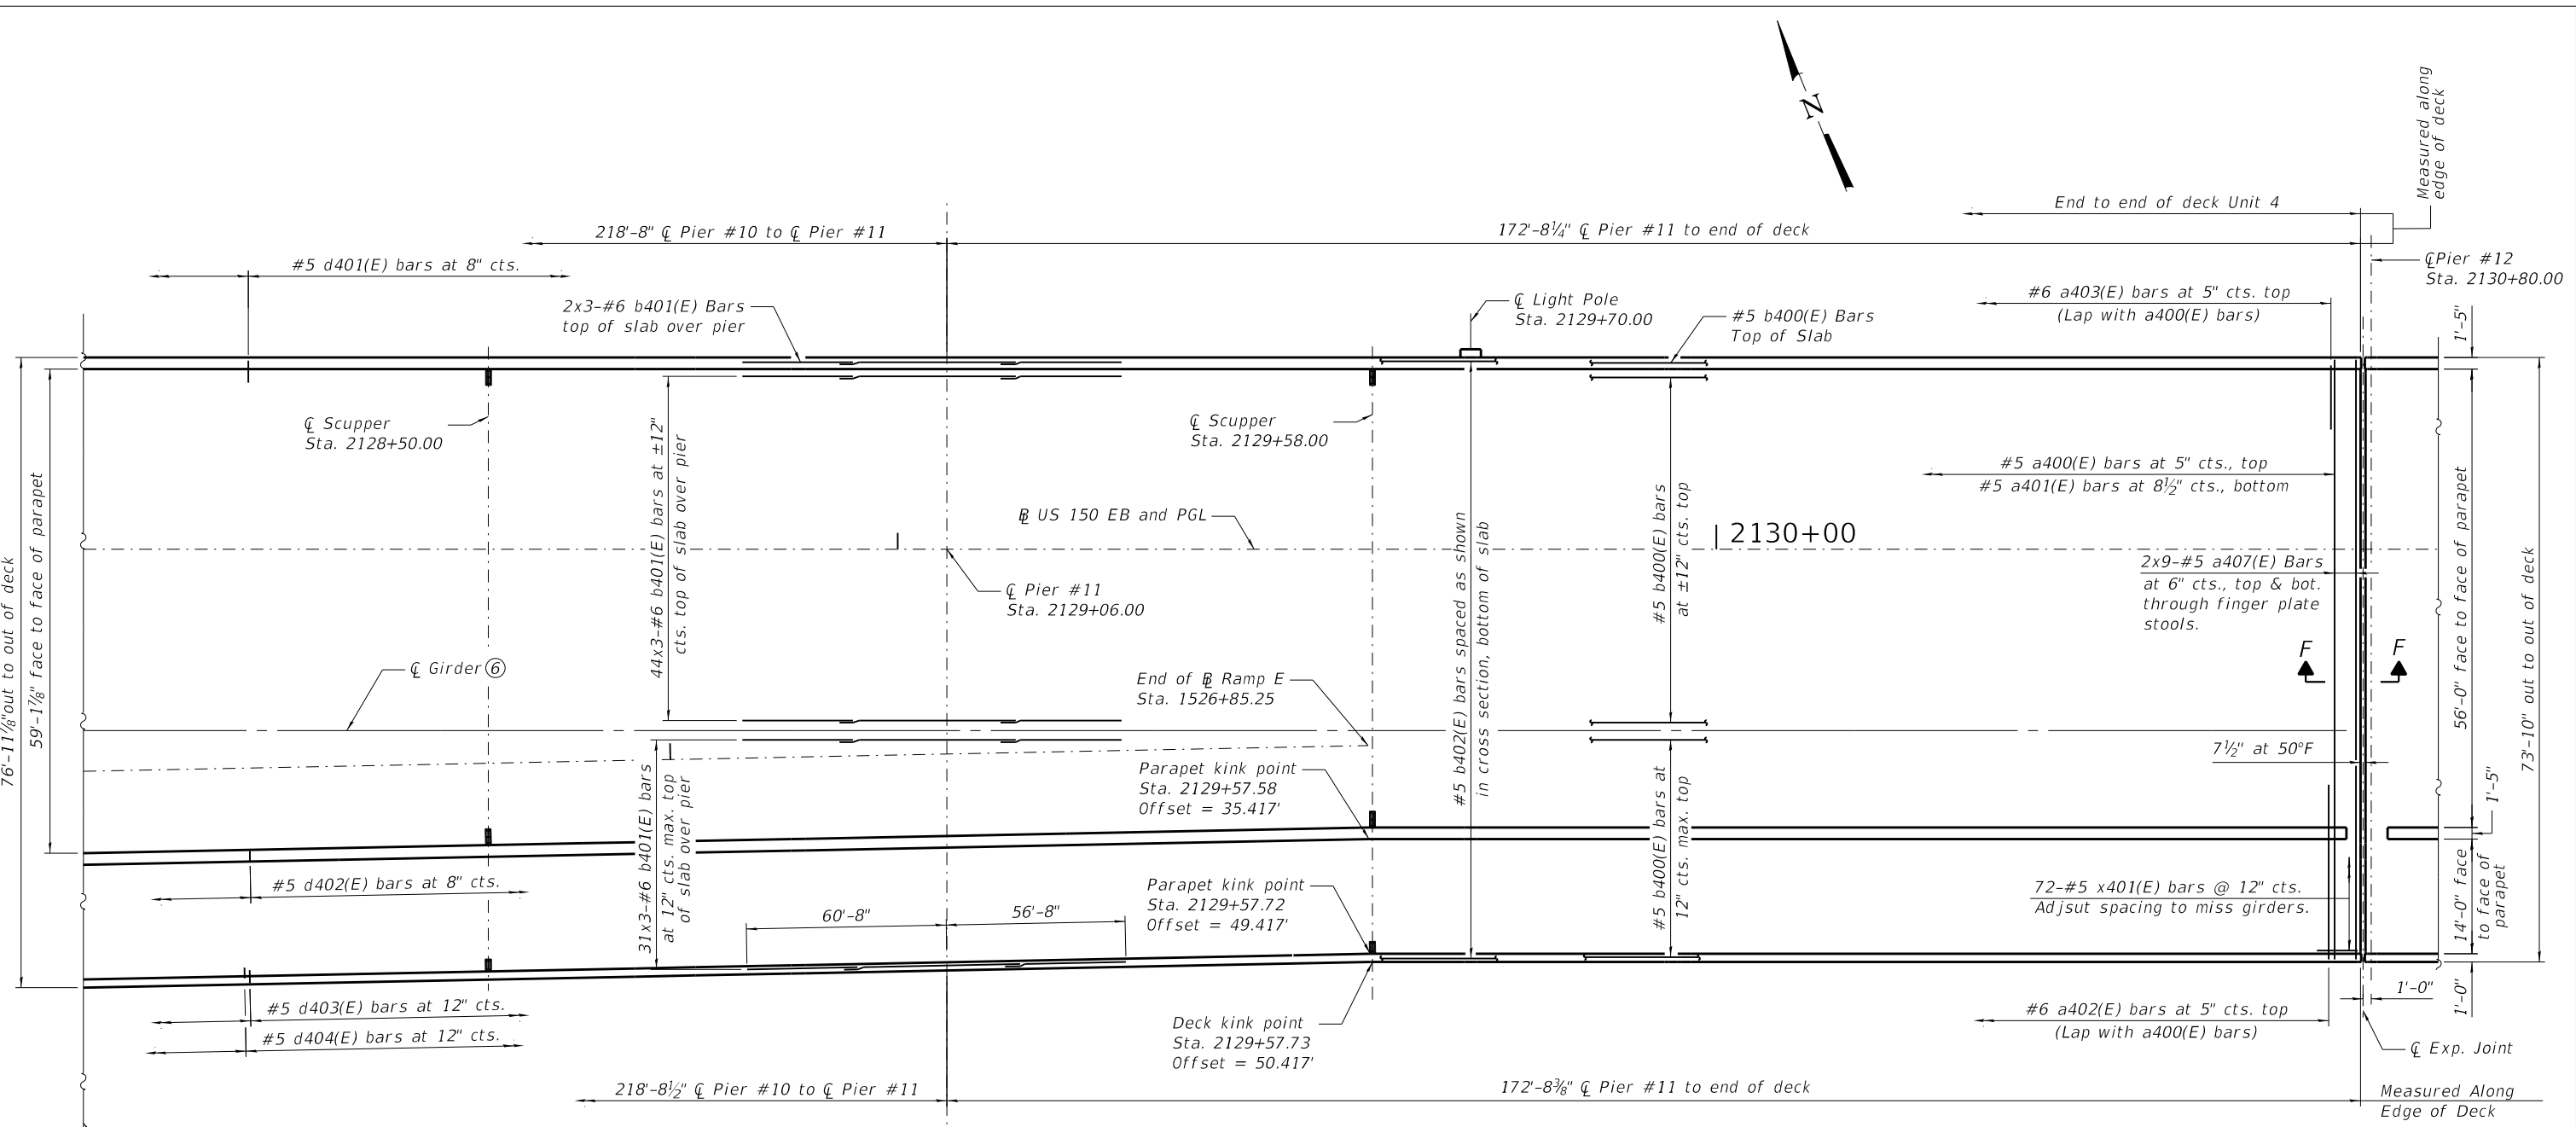 N
Measured along
edge of deck
End to end of deck Unit 4
218'-8" ℄ Pier #10 to ℄ Pier #11
172'-8¼" ℄ Pier #11 to end of deck
℄Pier #12
Sta. 2130+80.00
#5 d401(E) bars at 8" cts.
2x3-#6 b401(E) Bars
top of slab over pier
℄ Light Pole
Sta. 2129+70.00
#5 b400(E) Bars
Top of Slab
#6 a403(E) bars at 5" cts. top
(Lap with a400(E) bars)
1'-5"
℄ Scupper
Sta. 2128+50.00
℄ Scupper
Sta. 2129+58.00
#5 a400(E) bars at 5" cts., top
#5 a401(E) bars at 8½" cts., bottom
76'-11⅛"out to out of deck
59'-1⅞" face to face of parapet
44x3-#6 b401(E) bars at ±12"
cts. top of slab over pier
B̲ US 150 EB and PGL
2130+00
℄ Pier #11
Sta. 2129+06.00
#5 b402(E) bars spaced as shown
in cross section, bottom of slab
#5 b400(E) bars
at ±12" cts. top
2x9-#5 a407(E) Bars
at 6" cts., top & bot.
through finger plate
stools.
56'-0" face to face of parapet
73'-10" out to out of deck
F
F
℄ Girder 6
End of B̲ Ramp E
Sta. 1526+85.25
7½" at 50°F
Parapet kink point
Sta. 2129+57.58
Offset = 35.417'
31x3-#6 b401(E) bars
at 12" cts. max. top
of slab over pier
#5 b400(E) bars at
12" cts. max. top
1'-5"
#5 d402(E) bars at 8" cts.
60'-8"
56'-8"
Parapet kink point
Sta. 2129+57.72
Offset = 49.417'
72-#5 x401(E) bars @ 12" cts.
Adjsut spacing to miss girders.
14'-0" face
to face of
parapet
#5 d403(E) bars at 12" cts.
#5 d404(E) bars at 12" cts.
Deck kink point
Sta. 2129+57.73
Offset = 50.417'
#6 a402(E) bars at 5" cts. top
(Lap with a400(E) bars)
1'-0"
1'-0"
℄ Exp. Joint
218'-8½" ℄ Pier #10 to ℄ Pier #11
172'-8⅜" ℄ Pier #11 to end of deck
Measured Along
Edge of Deck